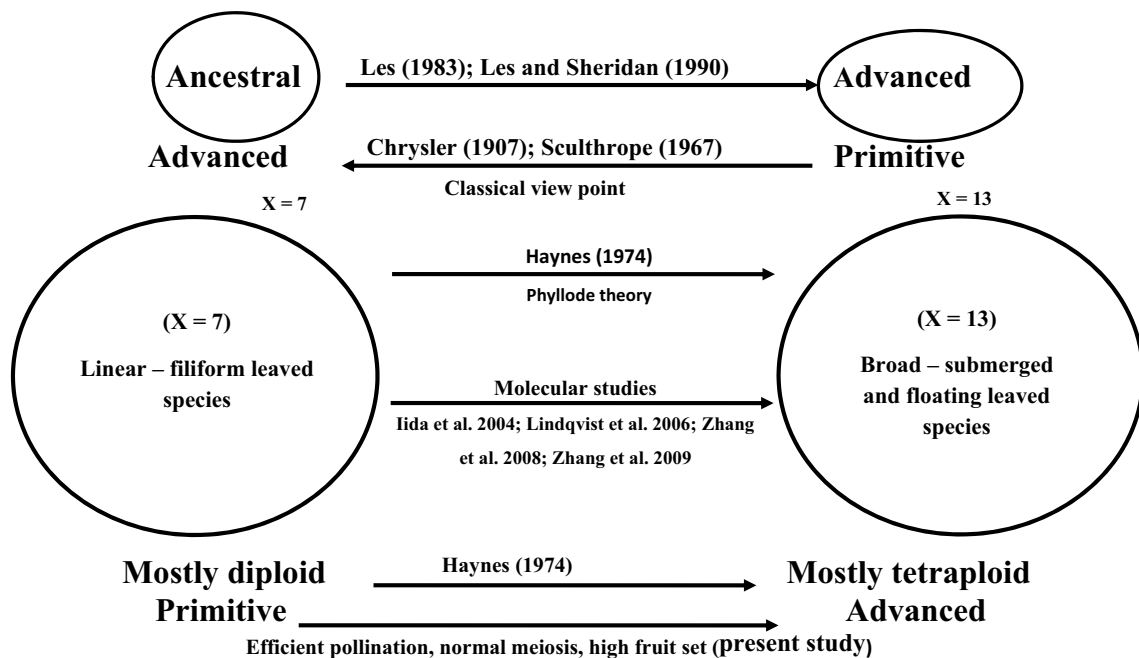 Ancestral
Les (1983); Les and Sheridan (1990)
Advanced
Advanced
Chrysler (1907); Sculthrope (1967)
Primitive
Classical view point
X = 7
X = 13
Haynes (1974)
Phyllode theory
(X = 7)
Linear – filiform leaved
species
(X = 13)
Broad – submerged
and floating leaved
species
Molecular studies
Iida et al. 2004; Lindqvist et al. 2006; Zhang
et al. 2008; Zhang et al. 2009
Mostly diploid
Primitive
Haynes (1974)
Mostly tetraploid
Advanced
Efficient pollination, normal meiosis, high fruit set (present study)